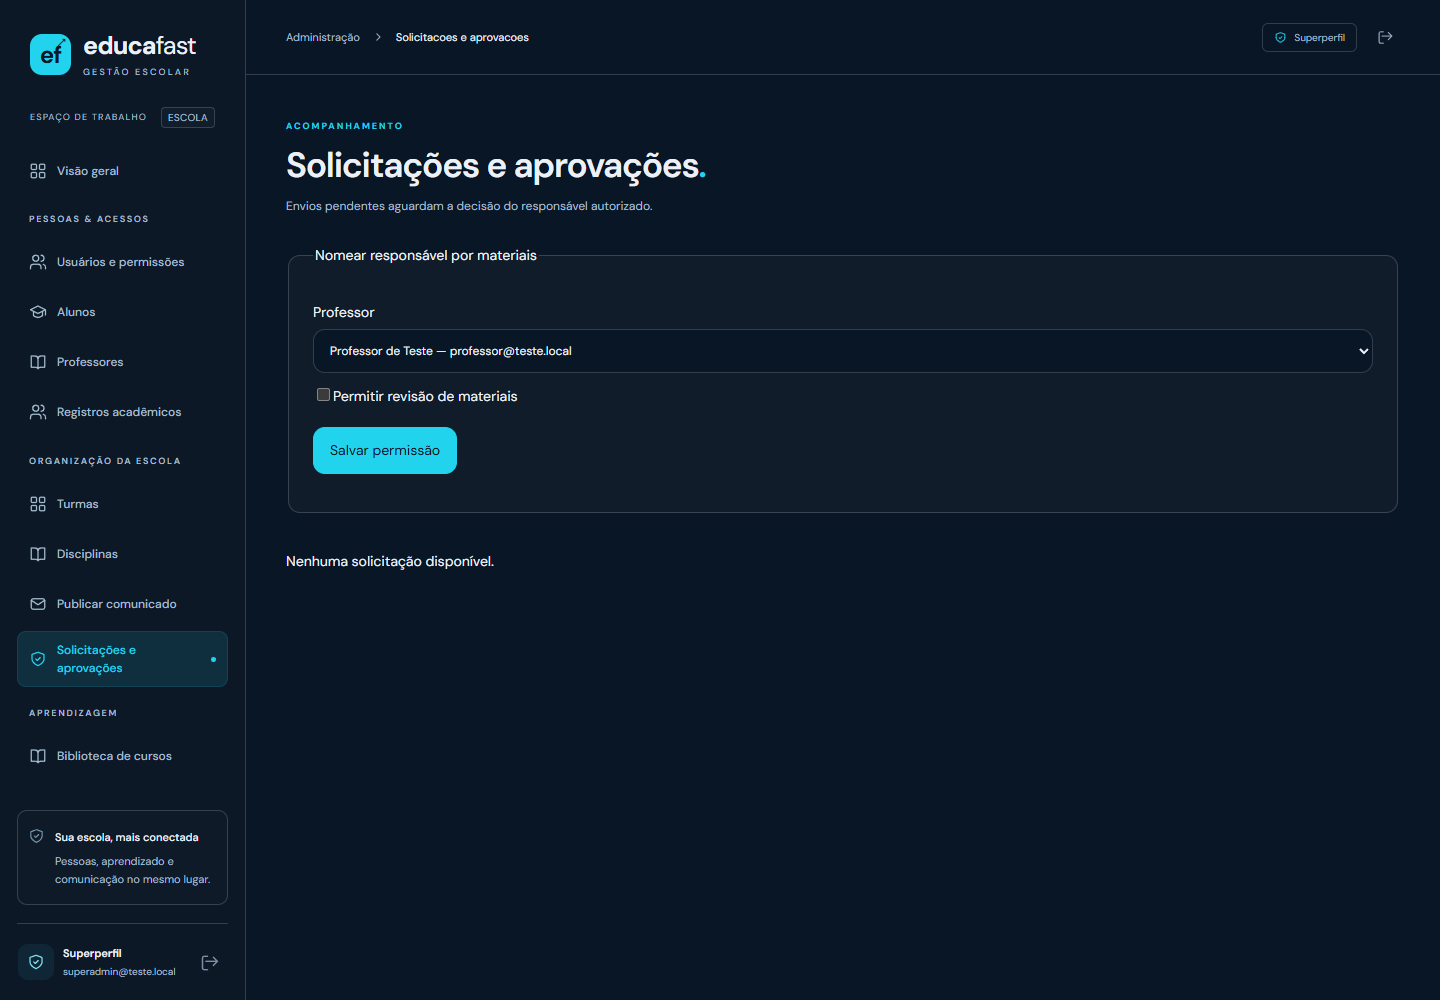 ef educafast
GESTÃO ESCOLAR
ESPAÇO DE TRABALHO ESCOLA
Visão geral
PESSOAS & ACESSOS
Usuários e permissões
Alunos
Professores
Registros acadêmicos
ORGANIZAÇÃO DA ESCOLA
Turmas
Disciplinas
Publicar comunicado
Solicitações e
aprovações
APRENDIZAGEM
Biblioteca de cursos
Sua escola, mais conectada
Pessoas, aprendizado e
comunicação no mesmo lugar.
Superperfil
superadmin@teste.local
Administração > Solicitacoes e aprovacoes
Superperfil
ACOMPANHAMENTO
Solicitações e aprovações.
Envios pendentes aguardam a decisão do responsável autorizado.
Nomear responsável por materiais
Professor
Professor de Teste — professor@teste.local
Permitir revisão de materiais
Salvar permissão
Nenhuma solicitação disponível.